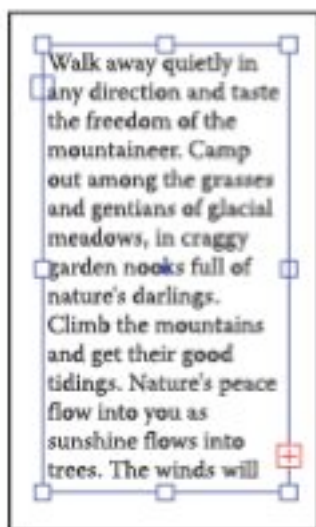 Walk away quietly in
any direction and taste
the freedom of the
mountaineer. Camp
out among the grasses
and gentians of glacial
meadows, in craggy
garden nooks full of
nature's darlings.
Climb the mountains
and get their good
tidings. Nature's peace
flow into you as
sunshine flows into
trees. The winds will